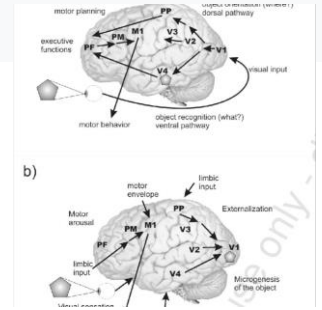 motor planning
object orientation (where?)
dorsal pathway
PP
executive
functions
PM
M1
V3
V2
V1
PF
V4
visual input
motor behavior
object recognition (what?)
ventral pathway
b)
motor
envelope
limbic
input
Motor
arousal
PP
Externalization
PM
M1
V3
PF
V2
V1
limbic
input
V4
Microgenesis
of the object
Visual sensation
use only -